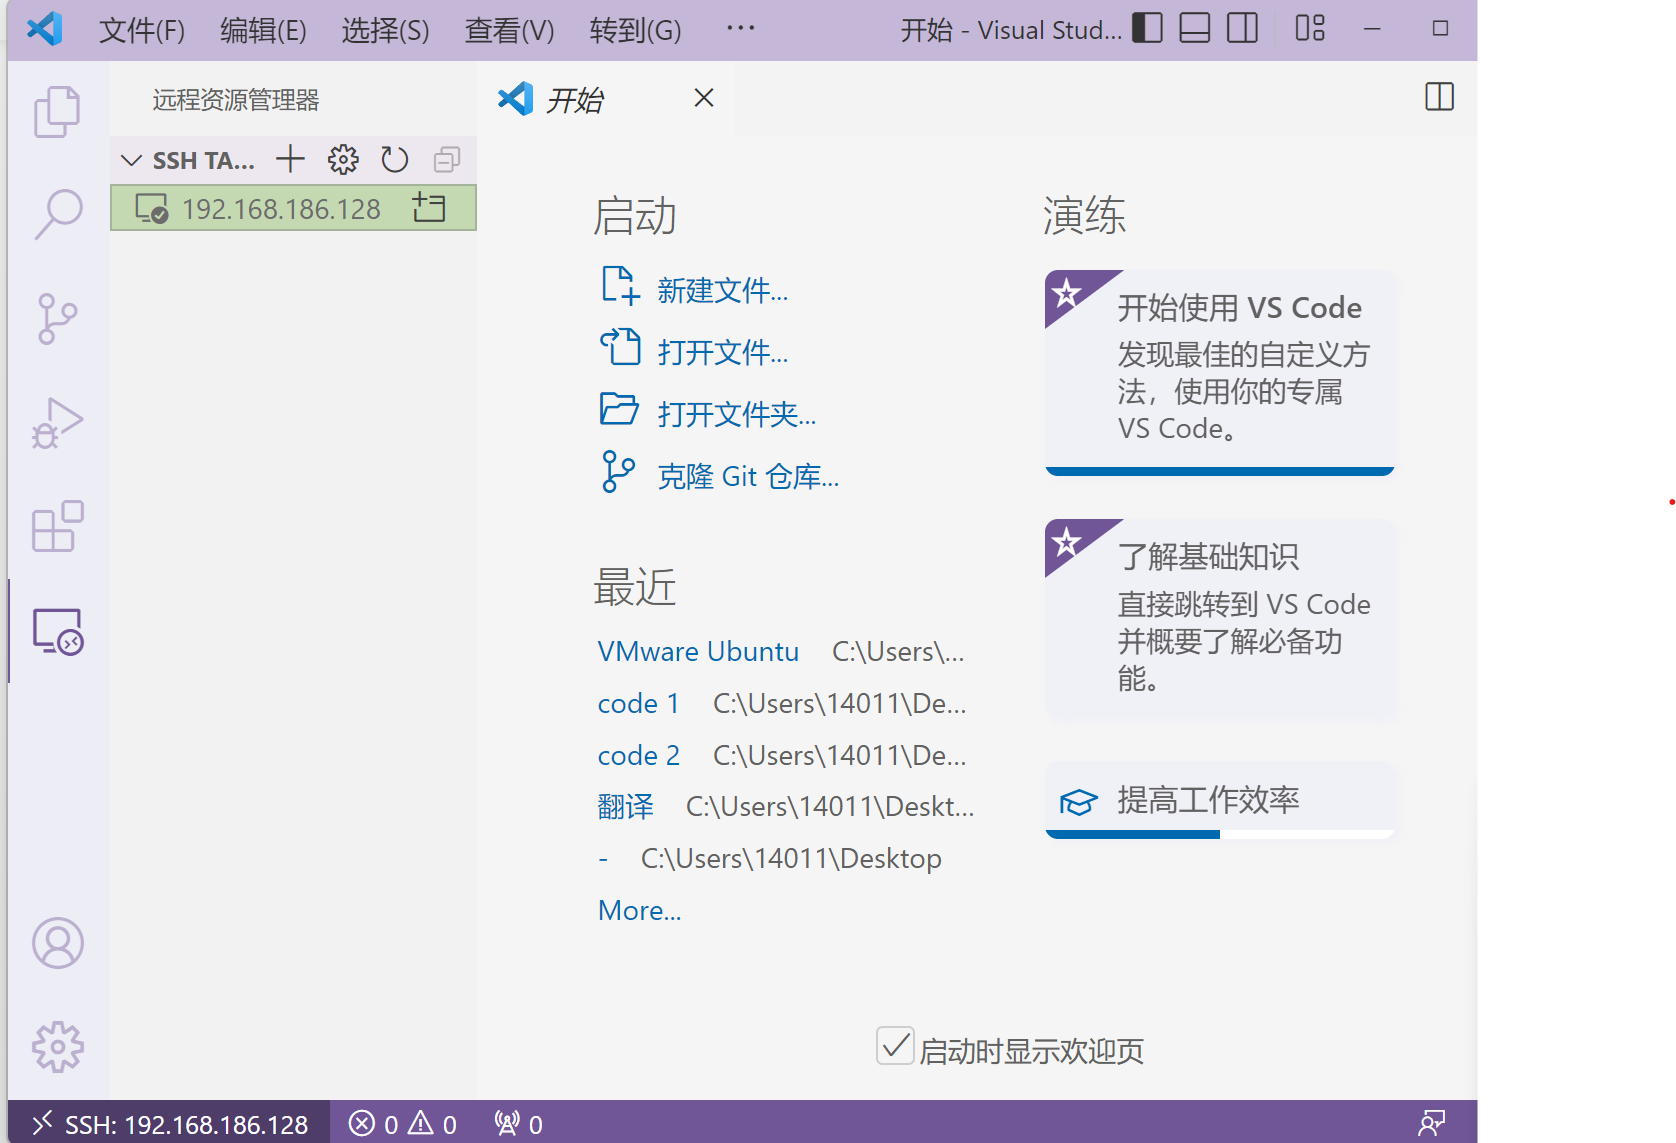 文件(F) 编辑(E) 选择(S) 查看(V) 转到(G) ··· 开始 - Visual Stud...
远程资源管理器
SSH TA...
192.168.186.128
开始
启动
新建文件...
打开文件...
打开文件夹...
克隆 Git 仓库...
最近
VMware Ubuntu C:\Users\...
code 1 C:\Users\14011\De...
code 2 C:\Users\14011\De...
翻译 C:\Users\14011\Deskt...
- C:\Users\14011\Desktop
More...
演练
开始使用 VS Code
发现最佳的自定义方
法，使用你的专属
VS Code。
了解基础知识
直接跳转到 VS Code
并概要了解必备功
能。
提高工作效率
启动时显示欢迎页
SSH: 192.168.186.128 0 0 0